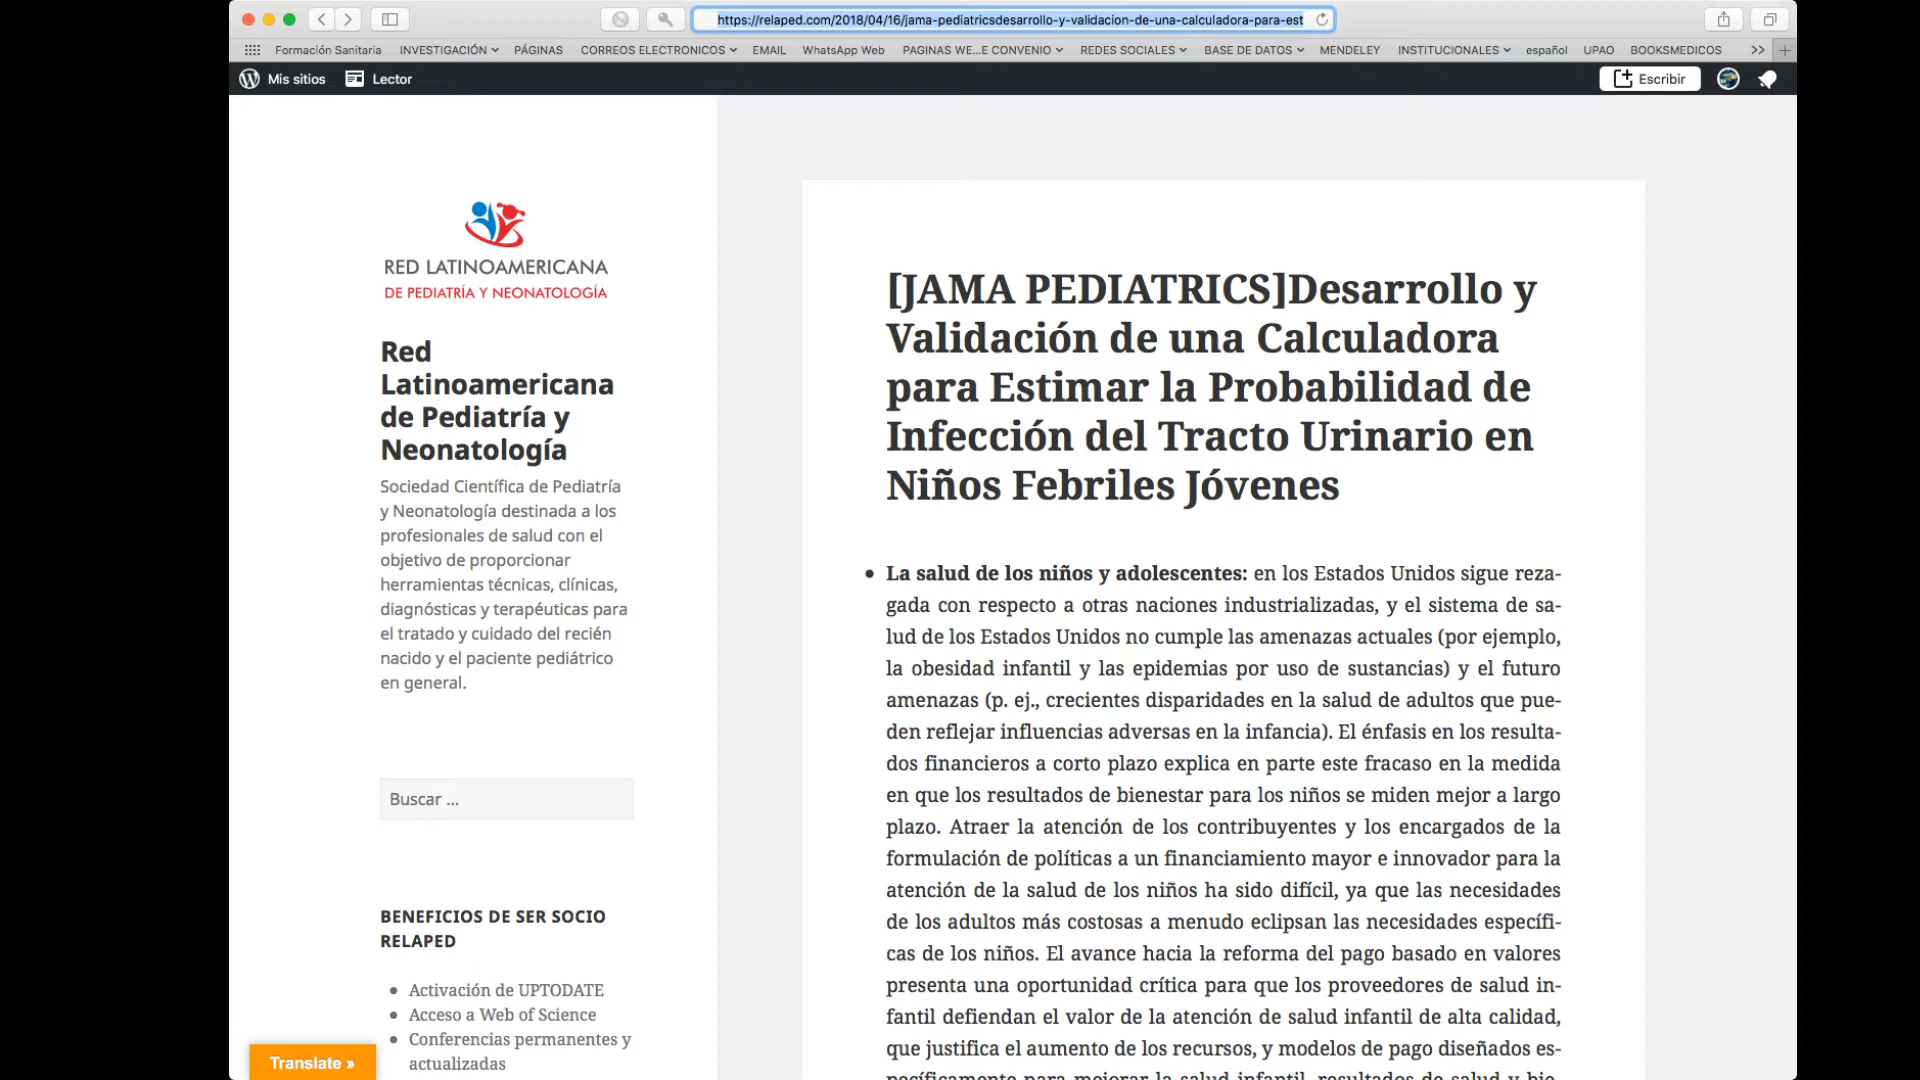 https://relaped.com/2018/04/16/jama-pediatricsdesarrollo-y-validacion-de-una-calculadora-para-est
Formación Sanitaria INVESTIGACIÓN PÁGINAS CORREOS ELECTRONICOS EMAIL WhatsApp Web PAGINAS WE...E CONVENIO REDES SOCIALES BASE DE DATOS MENDELEY INSTITUCIONALES español UPAO BOOKSMEDICOS >> +
Mis sitios Lector Escribir
RED LATINOAMERICANA
DE PEDIATRÍA Y NEONATOLOGÍA
Red
Latinoamericana
de Pediatría y
Neonatología
Sociedad Científica de Pediatría
y Neonatología destinada a los
profesionales de salud con el
objetivo de proporcionar
herramientas técnicas, clínicas,
diagnósticas y terapéuticas para
el tratado y cuidado del recién
nacido y el paciente pediátrico
en general.
Buscar ...
BENEFICIOS DE SER SOCIO
RELAPED
• Activación de UPTODATE
• Acceso a Web of Science
• Conferencias permanentes y
actualizadas
Translate »
[JAMA PEDIATRICS]Desarrollo y
Validación de una Calculadora
para Estimar la Probabilidad de
Infección del Tracto Urinario en
Niños Febriles Jóvenes
• La salud de los niños y adolescentes: en los Estados Unidos sigue reza-
gada con respecto a otras naciones industrializadas, y el sistema de sa-
lud de los Estados Unidos no cumple las amenazas actuales (por ejemplo,
la obesidad infantil y las epidemias por uso de sustancias) y el futuro
amenazas (p. ej., crecientes disparidades en la salud de adultos que pue-
den reflejar influencias adversas en la infancia). El énfasis en los resulta-
dos financieros a corto plazo explica en parte este fracaso en la medida
en que los resultados de bienestar para los niños se miden mejor a largo
plazo. Atraer la atención de los contribuyentes y los encargados de la
formulación de políticas a un financiamiento mayor e innovador para la
atención de la salud de los niños ha sido difícil, ya que las necesidades
de los adultos más costosas a menudo eclipsan las necesidades específi-
cas de los niños. El avance hacia la reforma del pago basado en valores
presenta una oportunidad crítica para que los proveedores de salud in-
fantil defiendan el valor de la atención de salud infantil de alta calidad,
que justifica el aumento de los recursos, y modelos de pago diseñados es-
pecíficamente para mejorar la salud infantil, resultados de salud y bie-